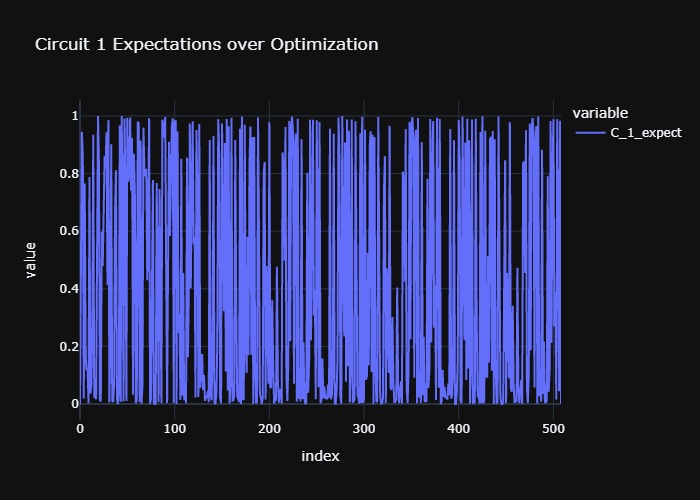 Circuit 1 Expectations over Optimization
variable
C_1_expect
1
0.8
0.6
0.4
0.2
0
value
0 100 200 300 400 500
index